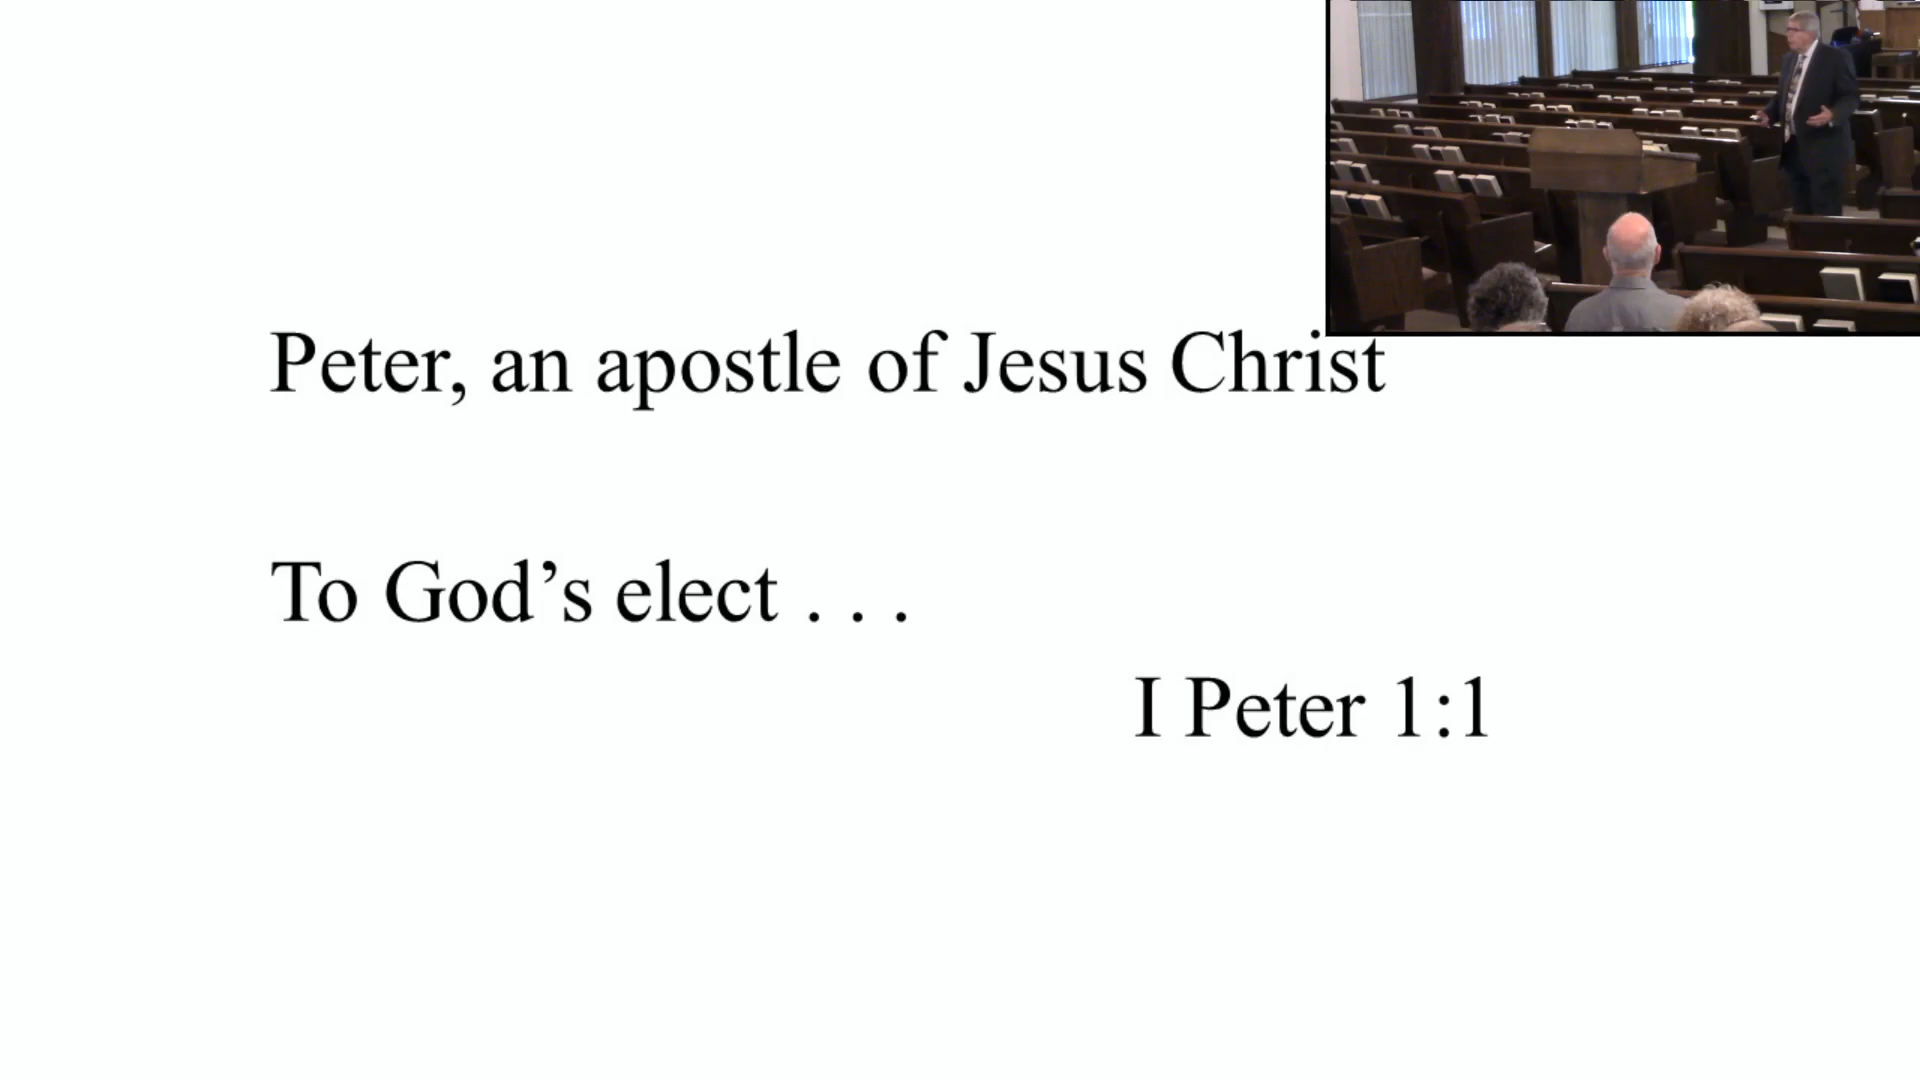 Peter, an apostle of Jesus Christ
To God’s elect . . .
I Peter 1:1